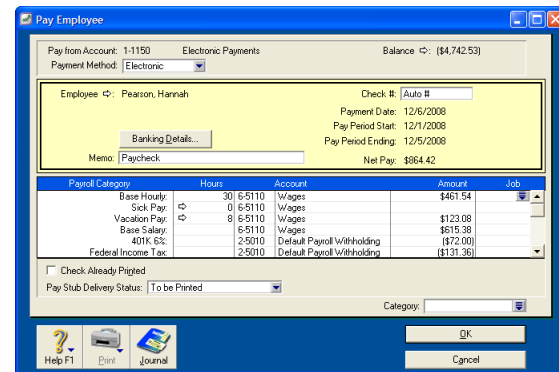 Pay Employee
Pay from Account: 1-1150 Electronic Payments Balance ⇨: ($4,742.53)
Payment Method: Electronic
Employee ⇨: Pearson, Hannah Check #: Auto #
Payment Date: 12/6/2008
Pay Period Start: 12/1/2008
Banking Details... Pay Period Ending: 12/5/2008
Memo: Paycheck Net Pay: $864.42
Payroll Category Hours Account Amount Job
Base Hourly: 30 6-5110 Wages $461.54
Sick Pay: ⇨ 0 6-5110 Wages
Vacation Pay: ⇨ 8 6-5110 Wages $123.08
Base Salary: 6-5110 Wages $615.38
401K 6%: 2-5010 Default Payroll Withholding ($72.00)
Federal Income Tax: 2-5010 Default Payroll Withholding ($131.36)
Check Already Printed
Pay Stub Delivery Status: To be Printed
Category:
Help F1 Print Journal OK
Cancel